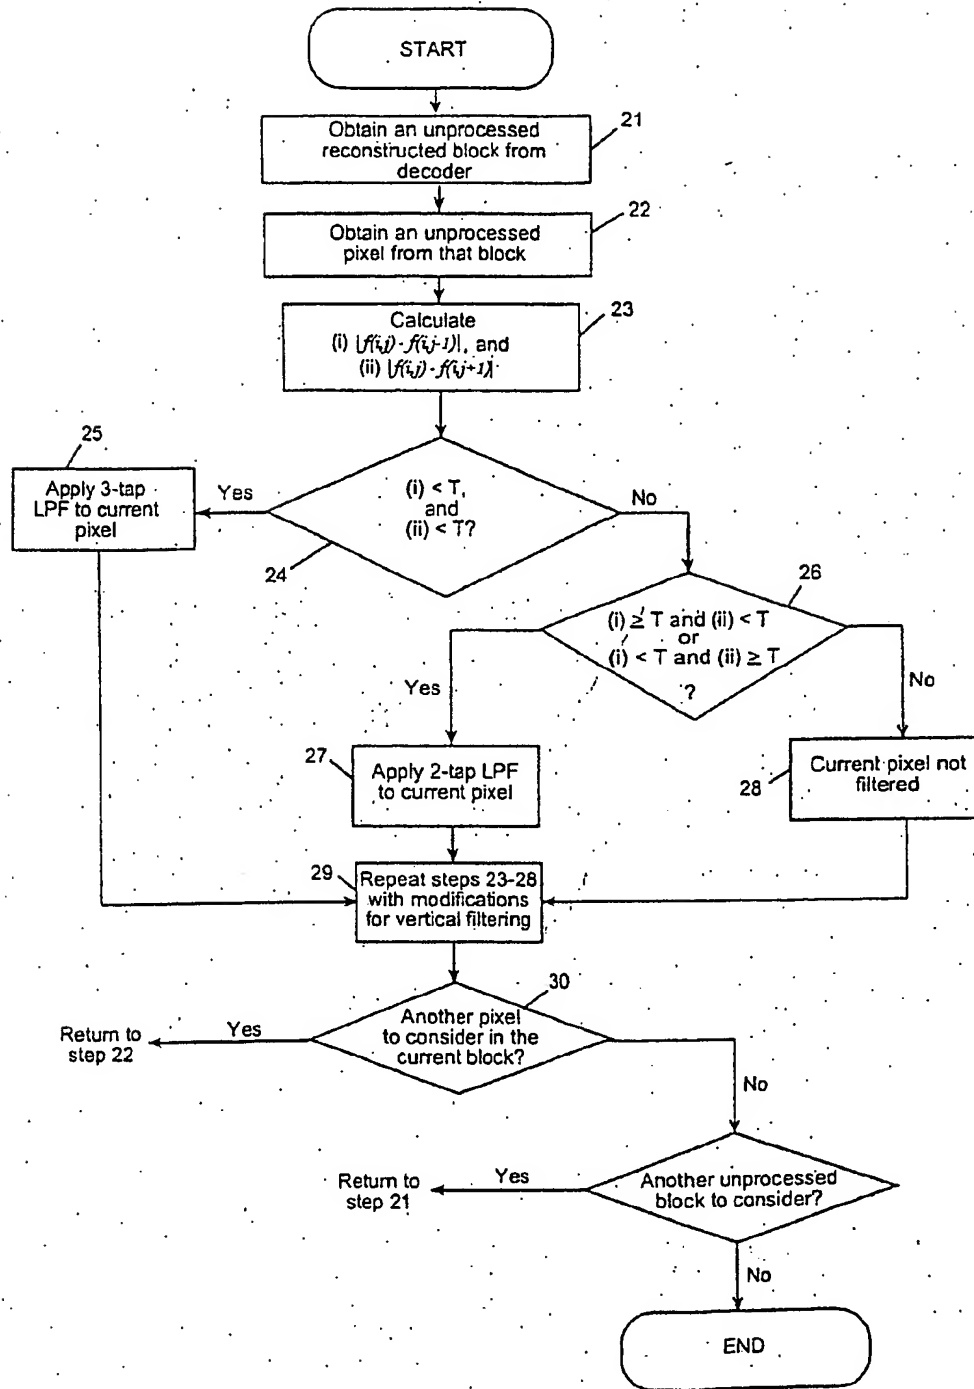 START
21
Obtain an unprocessed
reconstructed block from
decoder
22
Obtain an unprocessed
pixel from that block
23
Calculate
(i) |f(i,j) - f(i,j-1)|, and
(ii) |f(i,j) - f(i,j+1)|
25
Apply 3-tap
LPF to current
pixel
Yes
(i) < T,
and
(ii) < T?
No
24
26
(i) ≥ T and (ii) < T
or
(i) < T and (ii) ≥ T
?
Yes
No
27
Apply 2-tap LPF
to current pixel
28
Current pixel not
filtered
29
Repeat steps 23-28
with modifications
for vertical filtering
30
Another pixel
to consider in the
current block?
Yes
Return to
step 22
No
Another unprocessed
block to consider?
Yes
Return to
step 21
No
END